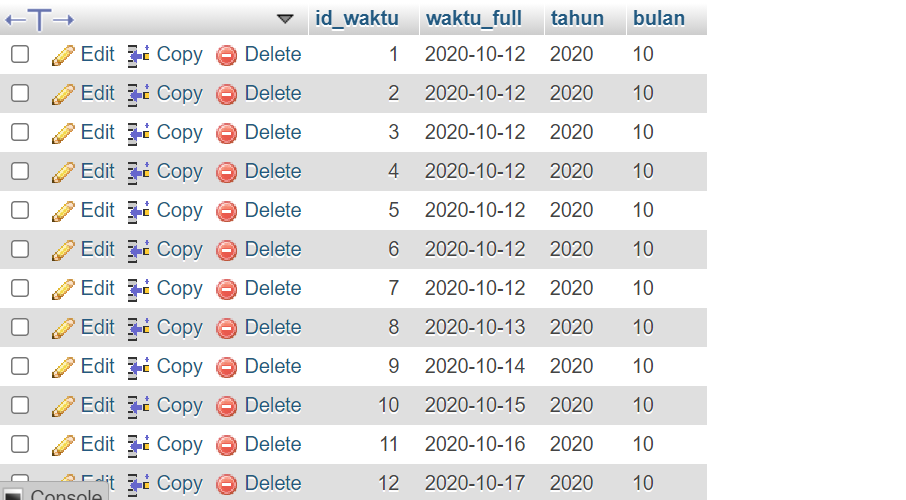 id_waktu waktu_full tahun bulan
Edit Copy Delete 1 2020-10-12 2020 10
Edit Copy Delete 2 2020-10-12 2020 10
Edit Copy Delete 3 2020-10-12 2020 10
Edit Copy Delete 4 2020-10-12 2020 10
Edit Copy Delete 5 2020-10-12 2020 10
Edit Copy Delete 6 2020-10-12 2020 10
Edit Copy Delete 7 2020-10-12 2020 10
Edit Copy Delete 8 2020-10-13 2020 10
Edit Copy Delete 9 2020-10-14 2020 10
Edit Copy Delete 10 2020-10-15 2020 10
Edit Copy Delete 11 2020-10-16 2020 10
Edit Copy Delete 12 2020-10-17 2020 10
Console